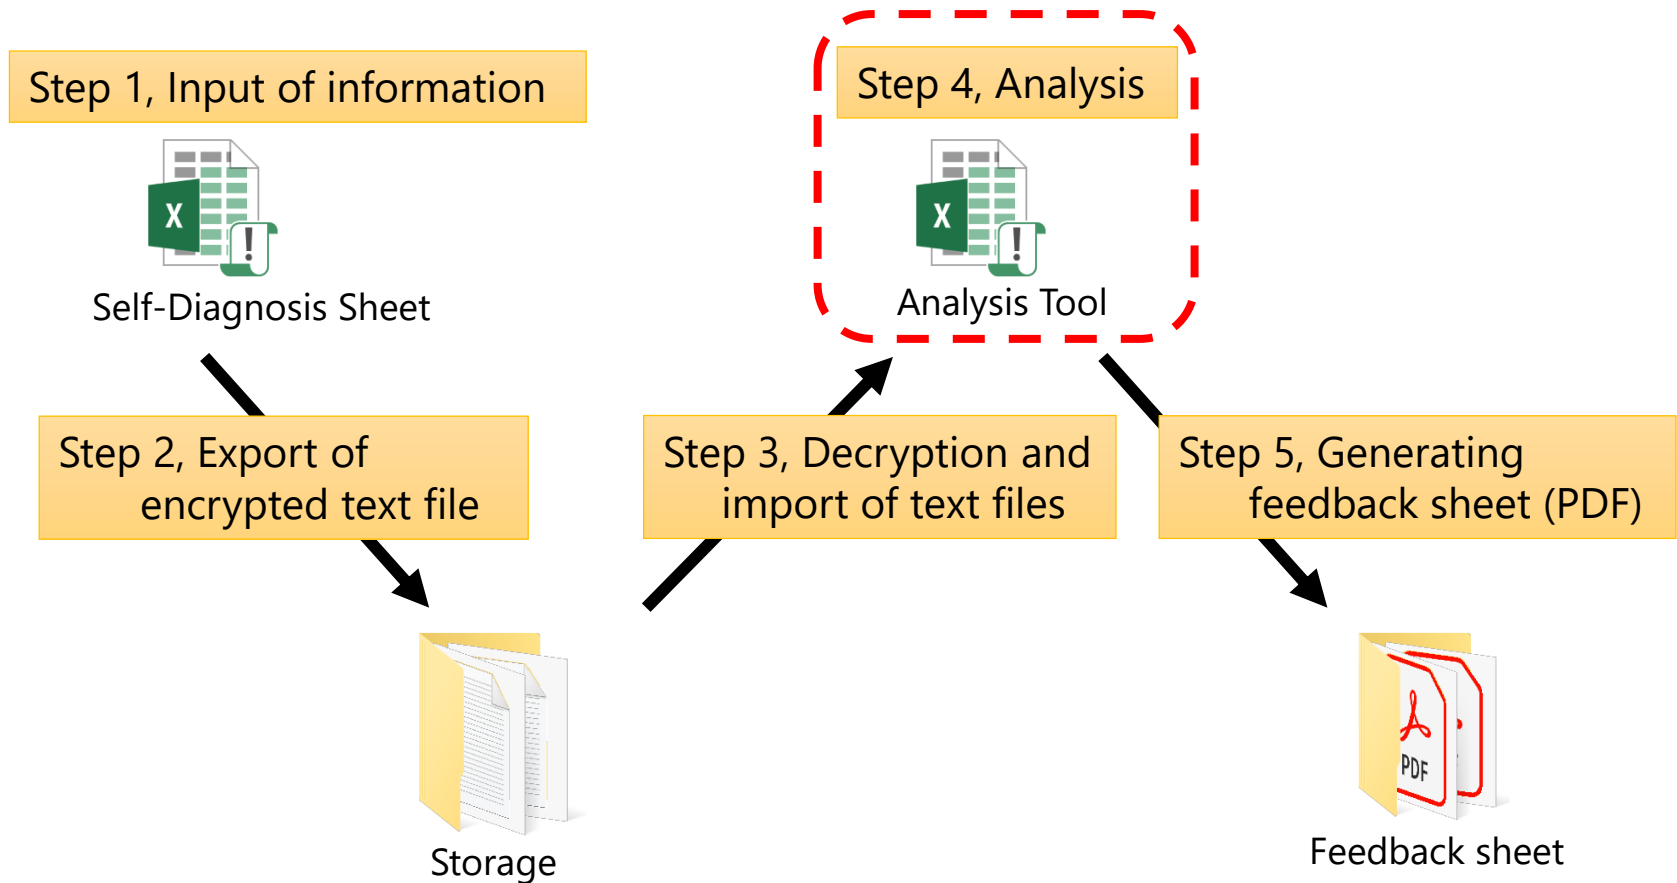 Step 1, Input of information
X
!
Self-Diagnosis Sheet
Step 2, Export of
encrypted text file
Storage
Step 3, Decryption and
import of text files
Step 4, Analysis
X
!
Analysis Tool
Step 5, Generating
feedback sheet (PDF)
PDF
Feedback sheet